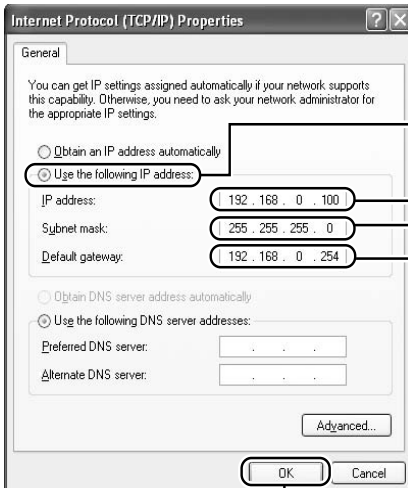 Internet Protocol (TCP/IP) Properties
General
You can get IP settings assigned automatically if your network supports
this capability. Otherwise, you need to ask your network administrator for
the appropriate IP settings.
Obtain an IP address automatically
Use the following IP address:
IP address: 192 . 168 . 0 . 100
Subnet mask: 255 . 255 . 255 . 0
Default gateway: 192 . 168 . 0 . 254
Obtain DNS server address automatically
Use the following DNS server addresses:
Preferred DNS server: . . .
Alternate DNS server: . . .
Advanced...
OK Cancel